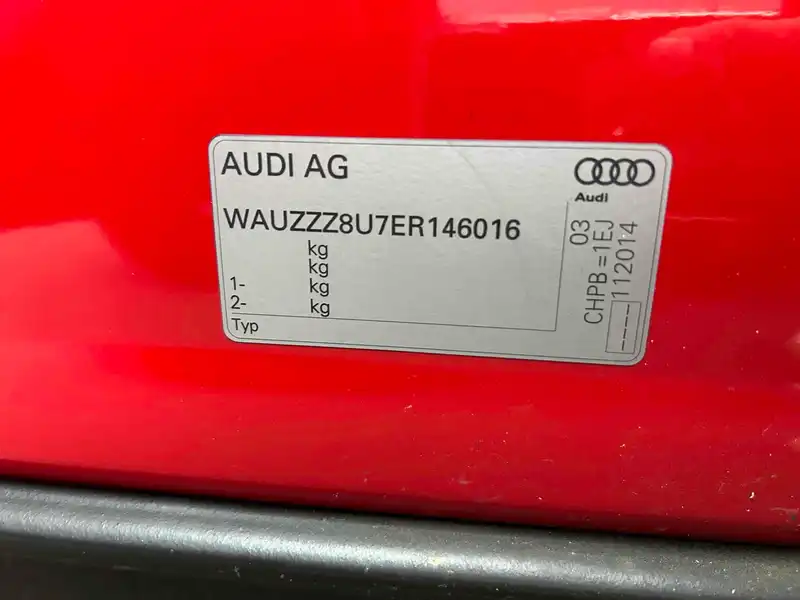 AUDI AG
Audi
WAUZZZ8U7ER146016
kg
kg
1- kg
2- kg
Typ
03
CHPB =1EJ
112014
-----